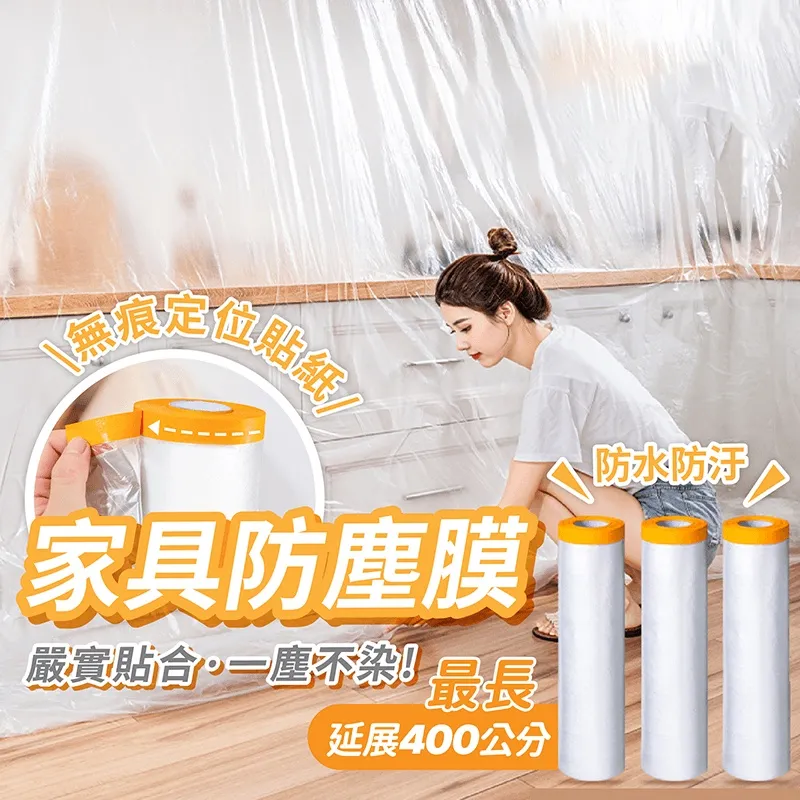 無痕定位貼紙
防水防汙
家具防塵膜
嚴實貼合·一塵不染!
最長
延展400公分